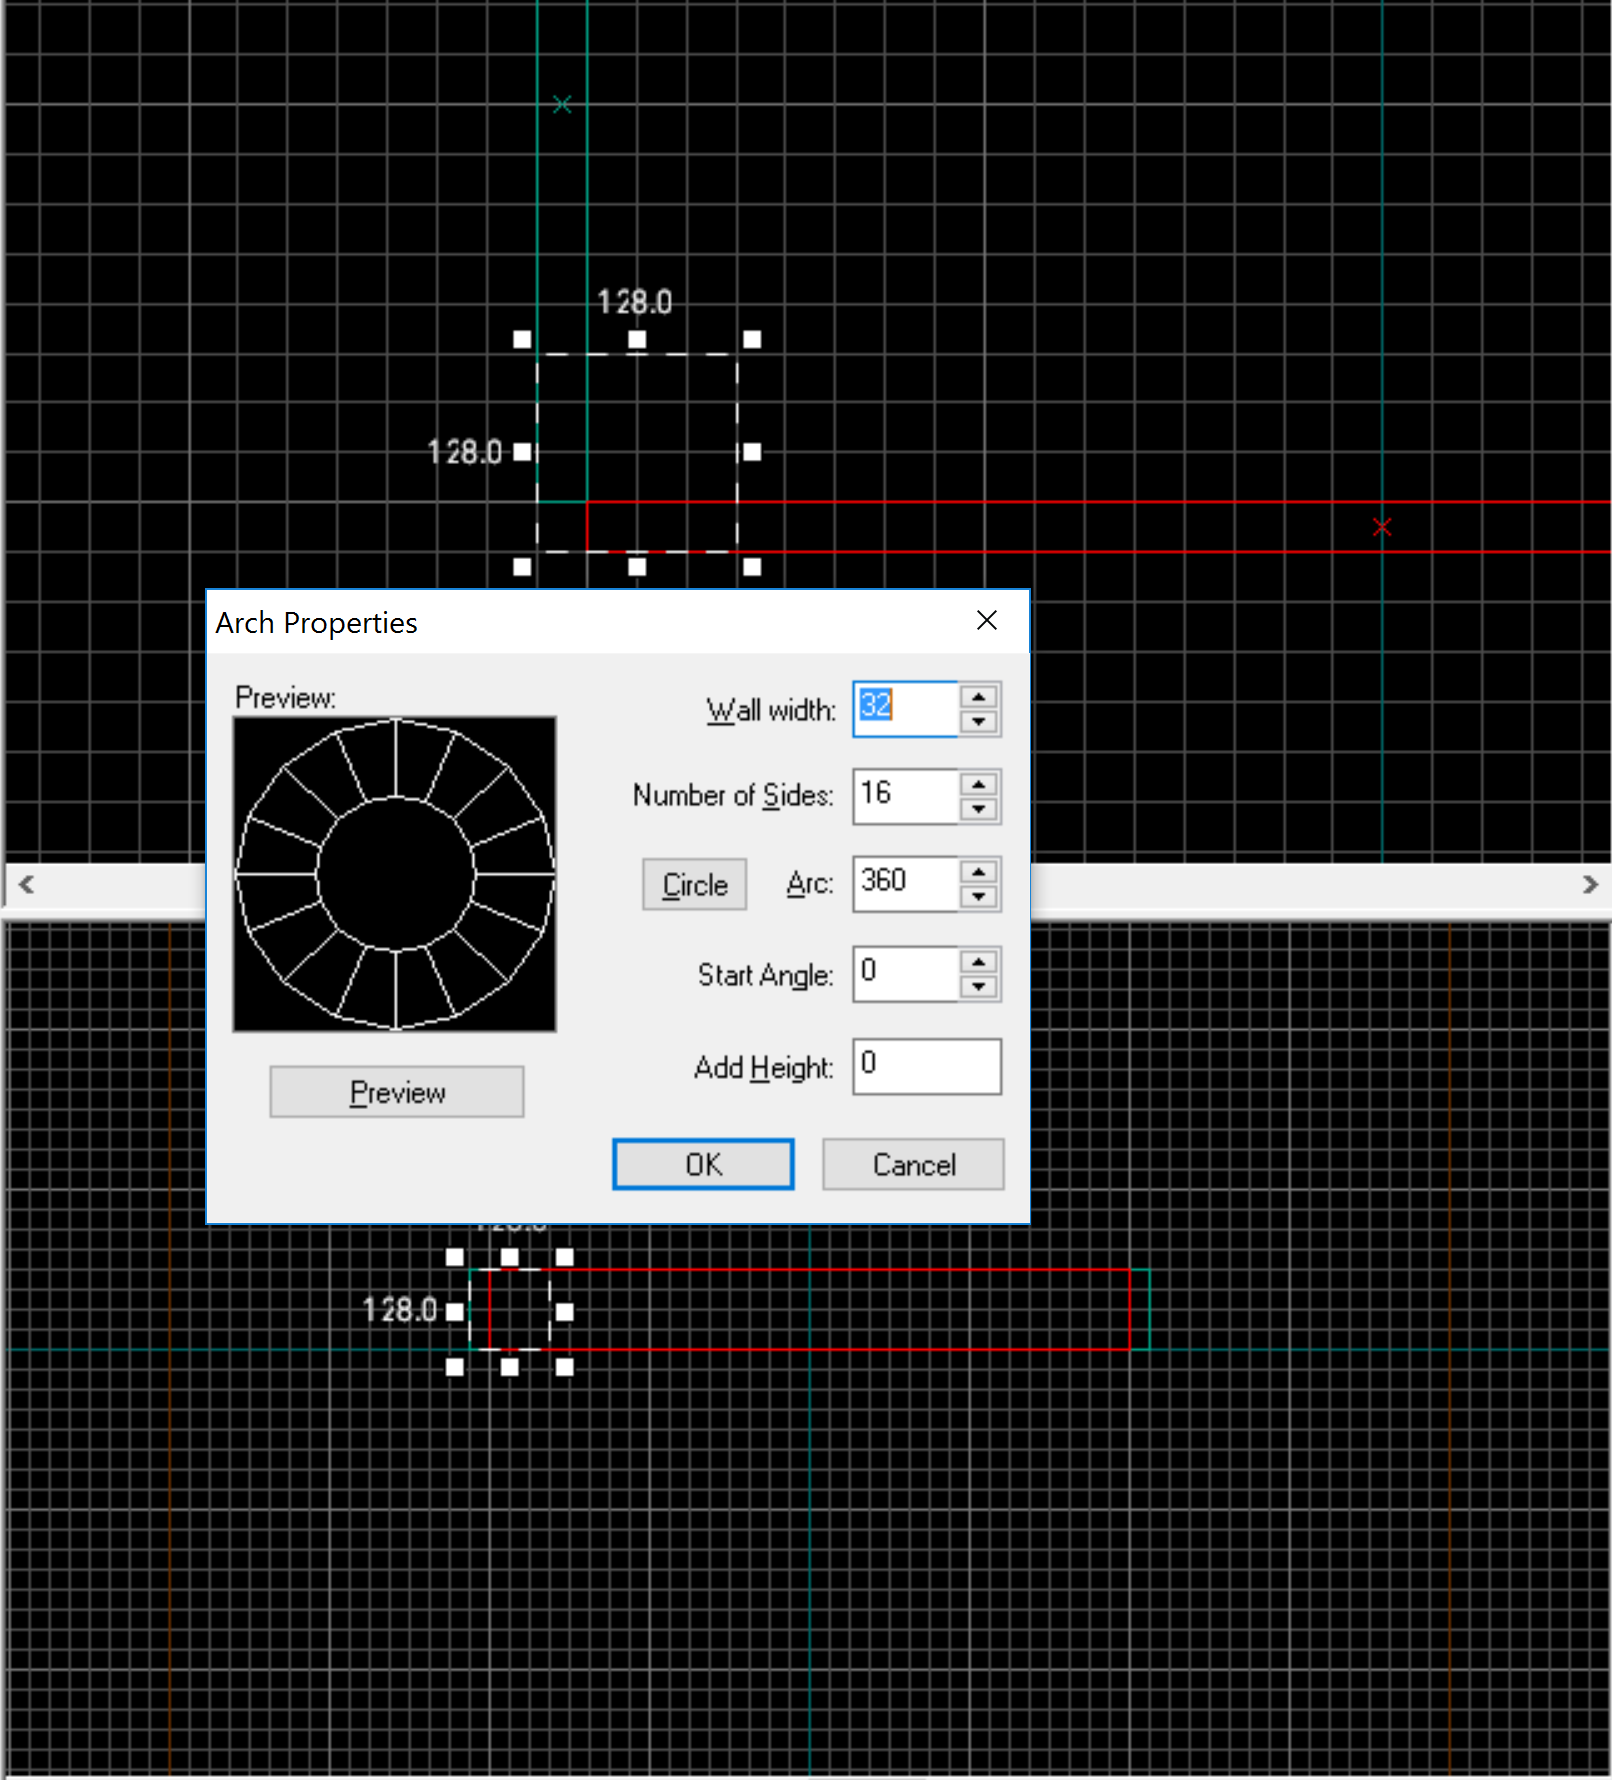 128.0
128.0
Arch Properties
Preview:
Wall width: 32
Number of Sides: 16
Circle Arc: 360
Start Angle: 0
Add Height: 0
Preview
OK Cancel
128.0